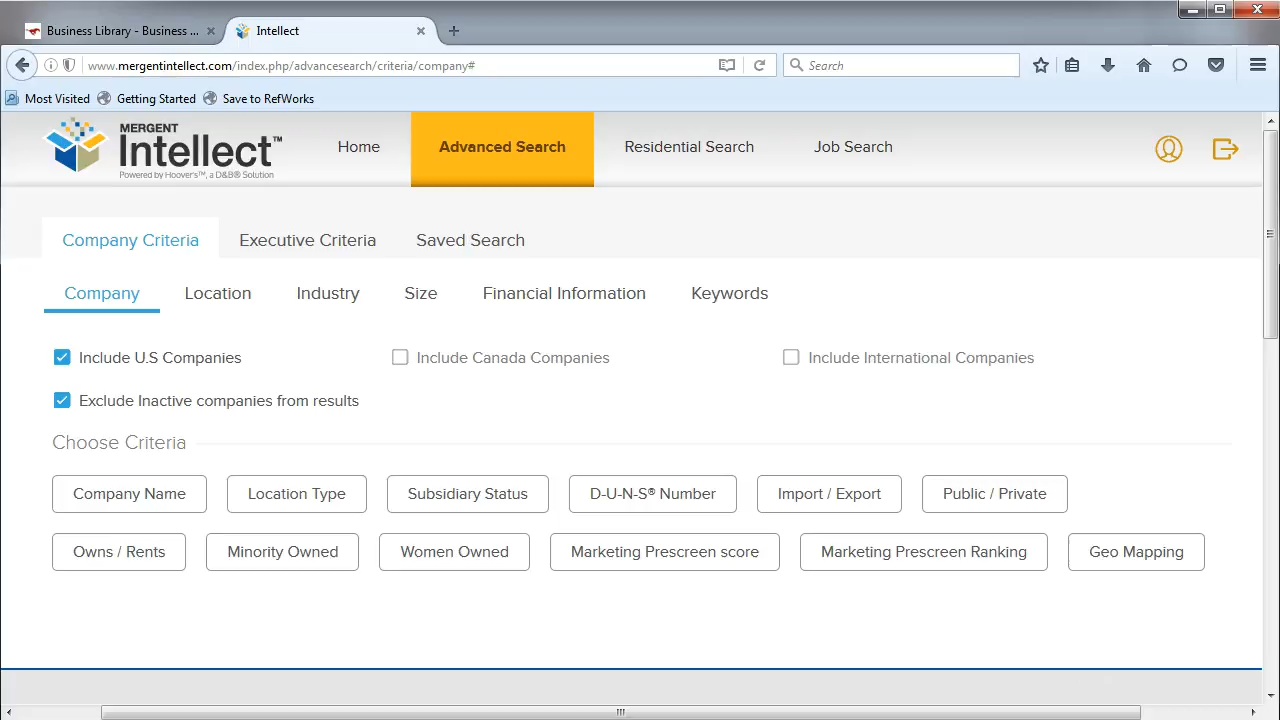 Business Library - Business ...
Intellect
www.mergentintellect.com/index.php/advancesearch/criteria/company#
Search
Most Visited
Getting Started
Save to RefWorks
MERGENT
Intellect™
Powered by Hoover's™, a D&B® Solution
Home
Advanced Search
Residential Search
Job Search
Company Criteria
Executive Criteria
Saved Search
Company
Location
Industry
Size
Financial Information
Keywords
Include U.S Companies
Include Canada Companies
Include International Companies
Exclude Inactive companies from results
Choose Criteria
Company Name
Location Type
Subsidiary Status
D-U-N-S® Number
Import / Export
Public / Private
Owns / Rents
Minority Owned
Women Owned
Marketing Prescreen score
Marketing Prescreen Ranking
Geo Mapping